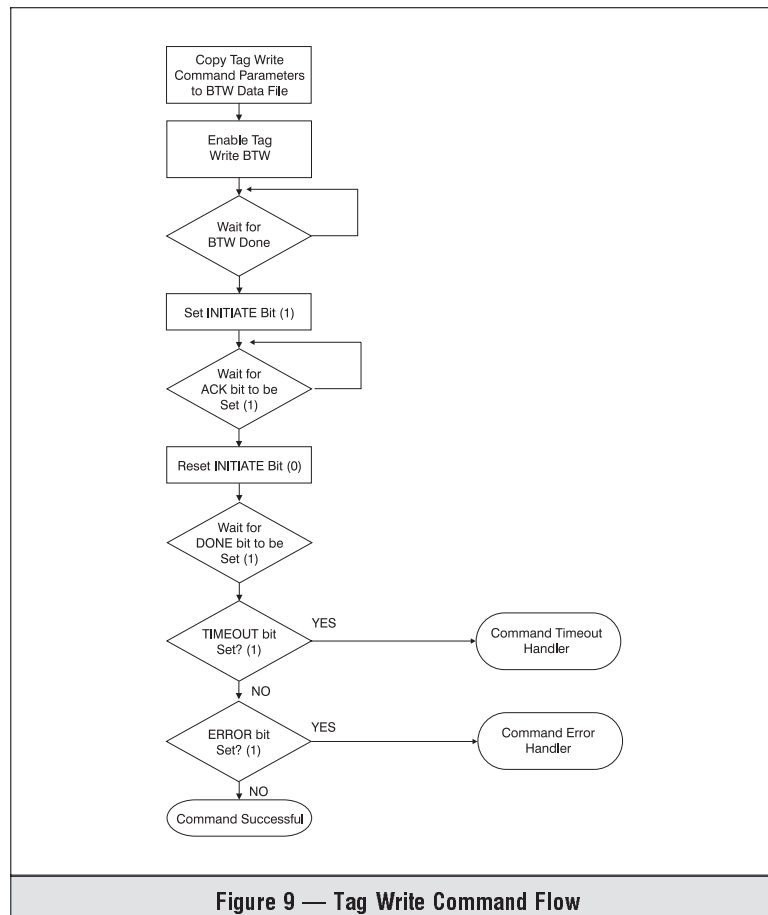 Copy Tag Write
Command Parameters
to BTW Data File
Enable Tag
Write BTW
Wait for
BTW Done
Set INITIATE Bit (1)
Wait for
ACK bit to be
Set (1)
Reset INITIATE Bit (0)
Wait for
DONE bit to be
Set (1)
TIMEOUT bit
Set? (1)
YES
Command Timeout
Handler
NO
ERROR bit
Set? (1)
YES
Command Error
Handler
NO
Command Successful
Figure 9 — Tag Write Command Flow